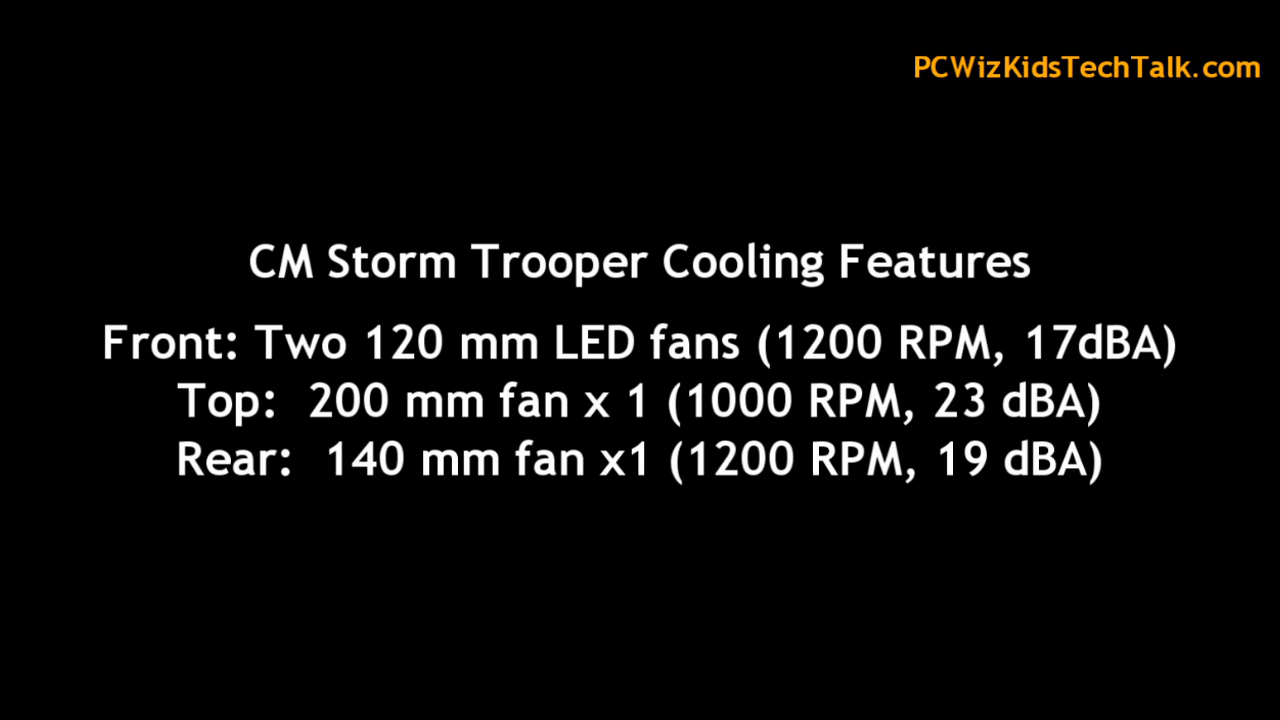 PCWizKidsTechTalk.com
CM Storm Trooper Cooling Features
Front: Two 120 mm LED fans (1200 RPM, 17dBA)
Top:  200 mm fan x 1 (1000 RPM, 23 dBA)
Rear:  140 mm fan x1 (1200 RPM, 19 dBA)